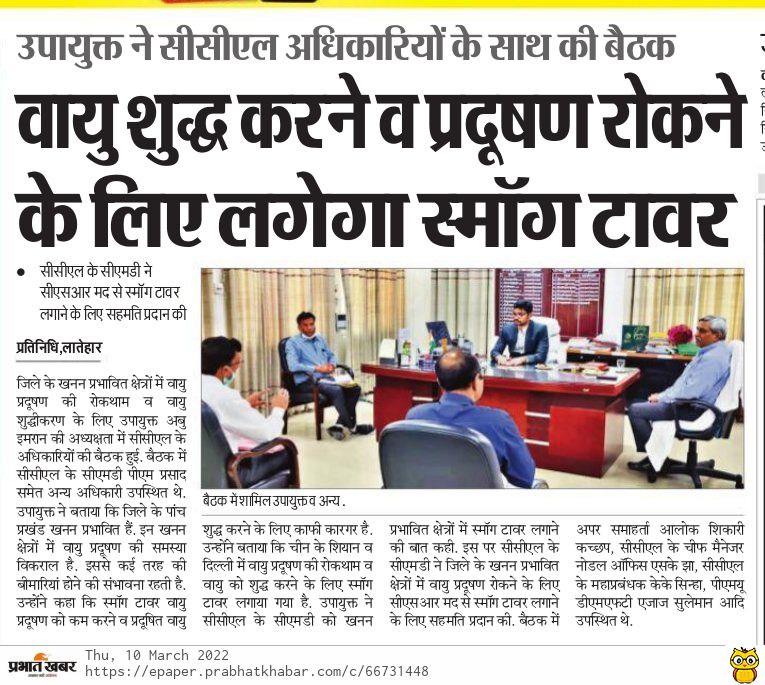 उपायुक्त ने सीसीएल अधिकारियों के साथ की बैठक
वायु शुद्ध करने व प्रदूषण रोकने
के लिए लगेगा स्मॉग टावर
● सीसीएल के सीएमडी ने
सीएसआर मद से स्मॉग टावर
लगाने के लिए सहमति प्रदान की
प्रतिनिधि,लातेहार
जिले के खनन प्रभावित क्षेत्रों में वायु
प्रदूषण की रोकथाम व वायु
शुद्धीकरण के लिए उपायुक्त अबु
इमरान की अध्यक्षता में सीसीएल के
अधिकारियों की बैठक हुई. बैठक में
सीसीएल के सीएमडी पीएम प्रसाद
समेत अन्य अधिकारी उपस्थित थे.
उपायुक्त ने बताया कि जिले के पांच
प्रखंड खनन प्रभावित हैं. इन खनन
क्षेत्रों में वायु प्रदूषण की समस्या
विकराल है. इससे कई तरह की
बीमारियां होने की संभावना रहती है.
उन्होंने कहा कि स्मॉग टावर वायु
प्रदूषण को कम करने व प्रदूषित वायु
बैठक में शामिल उपायुक्त व अन्य .
शुद्ध करने के लिए काफी कारगर है.
उन्होंने बताया कि चीन के शियान व
दिल्ली में वायु प्रदूषण की रोकथाम व
वायु को शुद्ध करने के लिए स्मॉग
टावर लगाया गया है. उपायुक्त ने
सीसीएल के सीएमडी को खनन
प्रभावित क्षेत्रों में स्मॉग टावर लगाने
की बात कही. इस पर सीसीएल के
सीएमडी ने जिले के खनन प्रभावित
क्षेत्रों में वायु प्रदूषण रोकने के लिए
सीएसआर मद से स्मॉग टावर लगाने
के लिए सहमति प्रदान की. बैठक में
अपर समाहर्ता आलोक शिकारी
कच्छप, सीसीएल के चीफ मैनेजर
नोडल ऑफिस एसके झा, सीसीएल
के महाप्रबंधक केके सिन्हा, पीएमयू
डीएमएफटी एजाज सुलेमान आदि
उपस्थित थे.
प्रभात खबर
Thu, 10 March 2022
https://epaper.prabhatkhabar.com/c/66731448